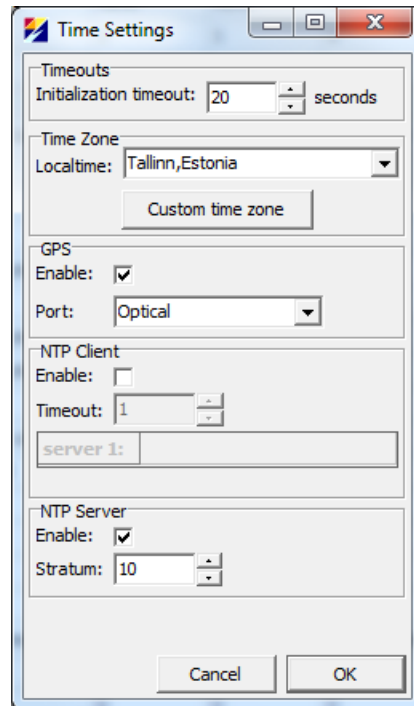 Time Settings
Timeouts
Initialization timeout: 20 seconds
Time Zone
Localtime: Tallinn,Estonia
Custom time zone
GPS
Enable:
Port: Optical
NTP Client
Enable:
Timeout: 1
server 1:
NTP Server
Enable:
Stratum: 10
Cancel OK